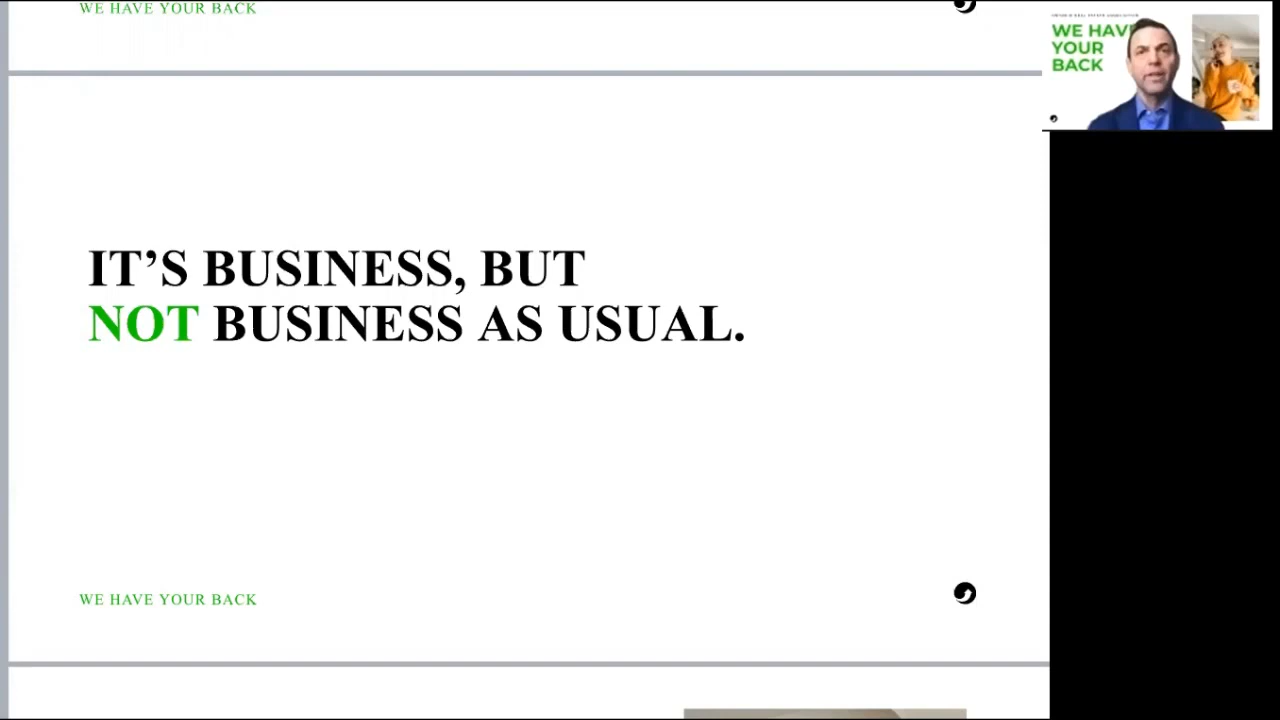 WE HAVE YOUR BACK
IT’S BUSINESS, BUT
NOT BUSINESS AS USUAL.
WE HAVE YOUR BACK
WE HAVE
YOUR
BACK